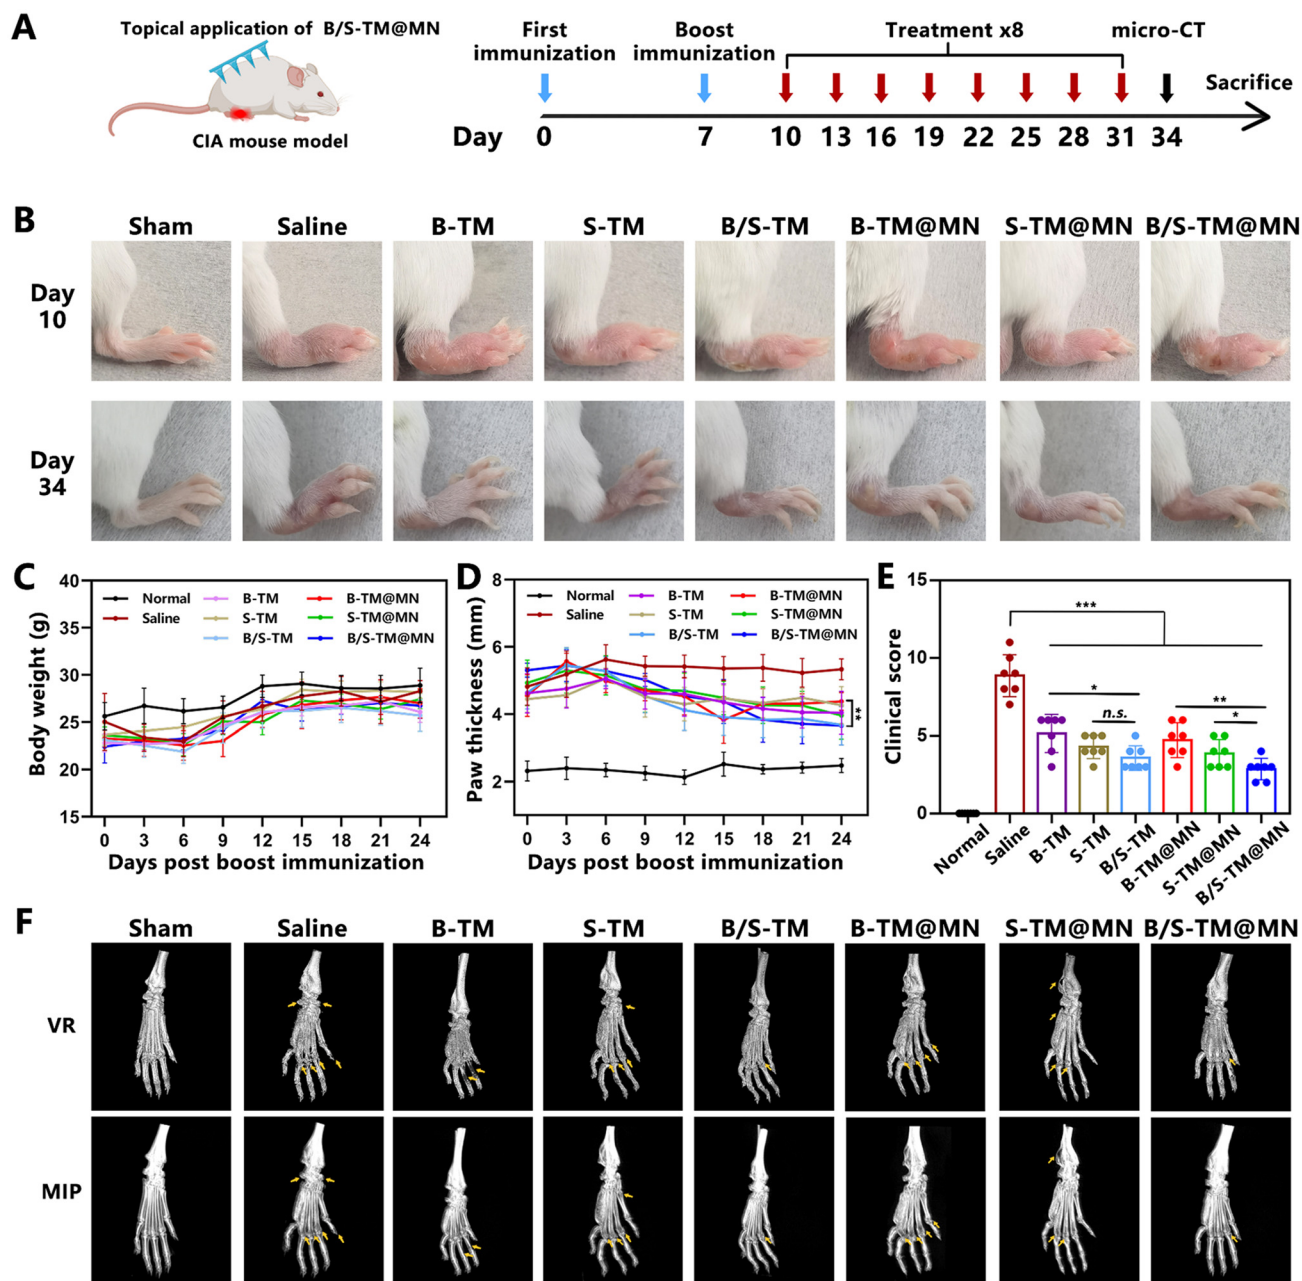 A
Topical application of B/S-TM@MN
CIA mouse model
First immunization
Boost immunization
Treatment x8
micro-CT
Sacrifice
Day 0 7 10 13 16 19 22 25 28 31 34
B
Sham Saline B-TM S-TM B/S-TM B-TM@MN S-TM@MN B/S-TM@MN
Day
10
Day
34
C
Body weight (g)
40
35
30
25
20
15
Normal B-TM B-TM@MN
Saline S-TM S-TM@MN
B/S-TM B/S-TM@MN
0 3 6 9 12 15 18 21 24
Days post boost immunization
D
Paw thickness (mm)
8
6
4
2
Normal B-TM B-TM@MN
Saline S-TM S-TM@MN
B/S-TM B/S-TM@MN
**
0 3 6 9 12 15 18 21 24
Days post boost immunization
E
Clinical score
15
10
5
0
***
*
n.s.
**
*
Normal Saline B-TM S-TM B/S-TM B-TM@MN S-TM@MN B/S-TM@MN
F
Sham Saline B-TM S-TM B/S-TM B-TM@MN S-TM@MN B/S-TM@MN
VR
MIP